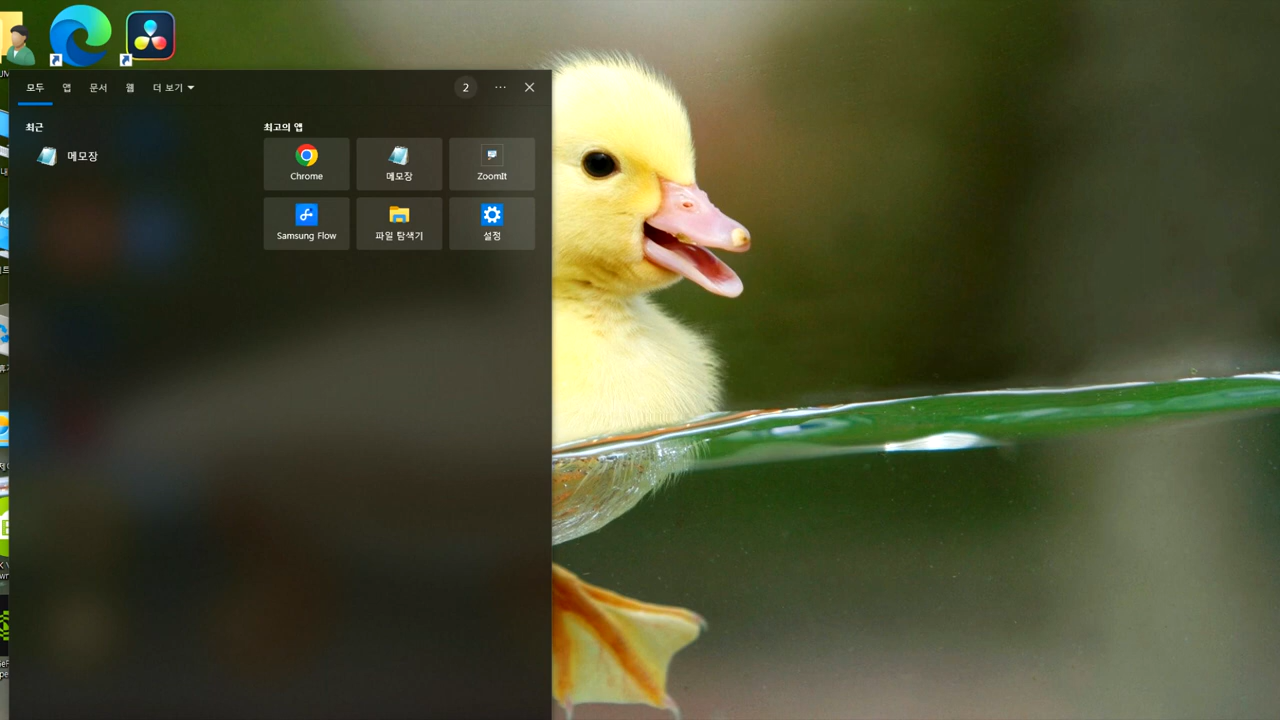 모두 앱 문서 웹 더 보기 2
최근
메모장
최고의 앱
Chrome 메모장 ZoomIt
Samsung Flow 파일 탐색기 설정